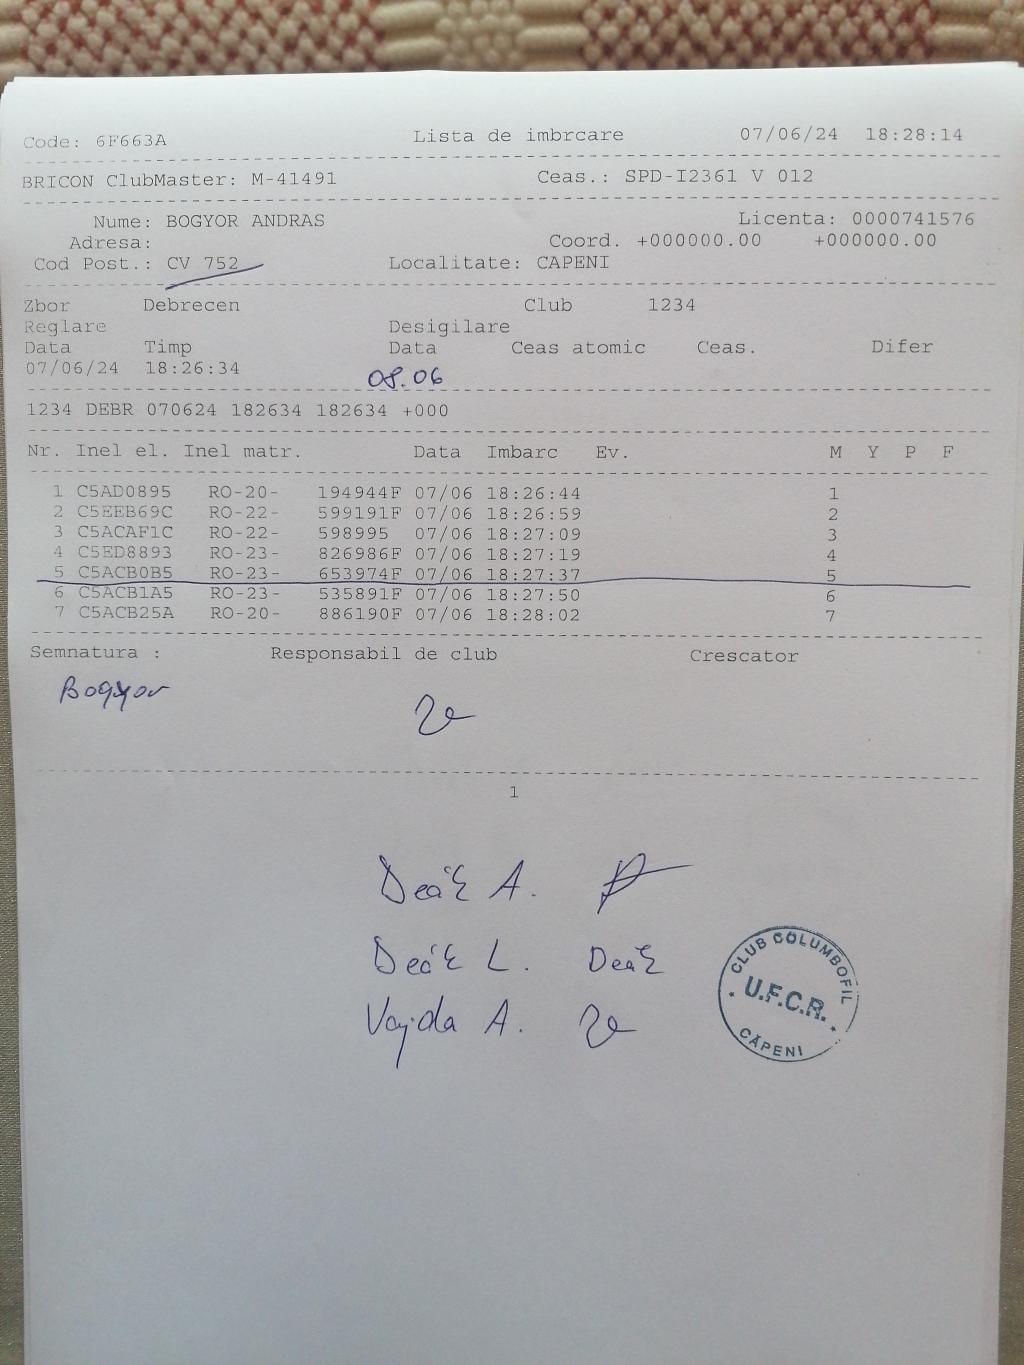 Code: 6F663A Lista de imbrcare 07/06/24 18:28:14
BRICON ClubMaster: M-41491 Ceas.: SPD-I2361 V 012
Nume: BOGYOR ANDRAS Licenta: 0000741576
Adresa: Coord. +000000.00 +000000.00
Cod Post.: CV 752 Localitate: CAPENI
Zbor Debrecen Club 1234
Reglare Desigilare
Data Timp Data Ceas atomic Ceas. Difer
07/06/24 18:26:34 08.06
1234 DEBR 070624 182634 182634 +000
Nr. Inel el. Inel matr. Data Imbarc Ev. M Y P F
1 C5AD0895 RO-20- 194944F 07/06 18:26:44 1
2 C5EEB69C RO-22- 599191F 07/06 18:26:59 2
3 C5ACAF1C RO-22- 598995 07/06 18:27:09 3
4 C5ED8893 RO-23- 826986F 07/06 18:27:19 4
5 C5ACB0B5 RO-23- 653974F 07/06 18:27:37 5
6 C5ACB1A5 RO-23- 535891F 07/06 18:27:50 6
7 C5ACB25A RO-20- 886190F 07/06 18:28:02 7
Semnatura : Responsabil de club Crescator
Bogyor
1
Deák A.
Deák L. Deák
Vajda A.
CLUB COLUMBOFIL
U.F.C.R.
CĂPENI